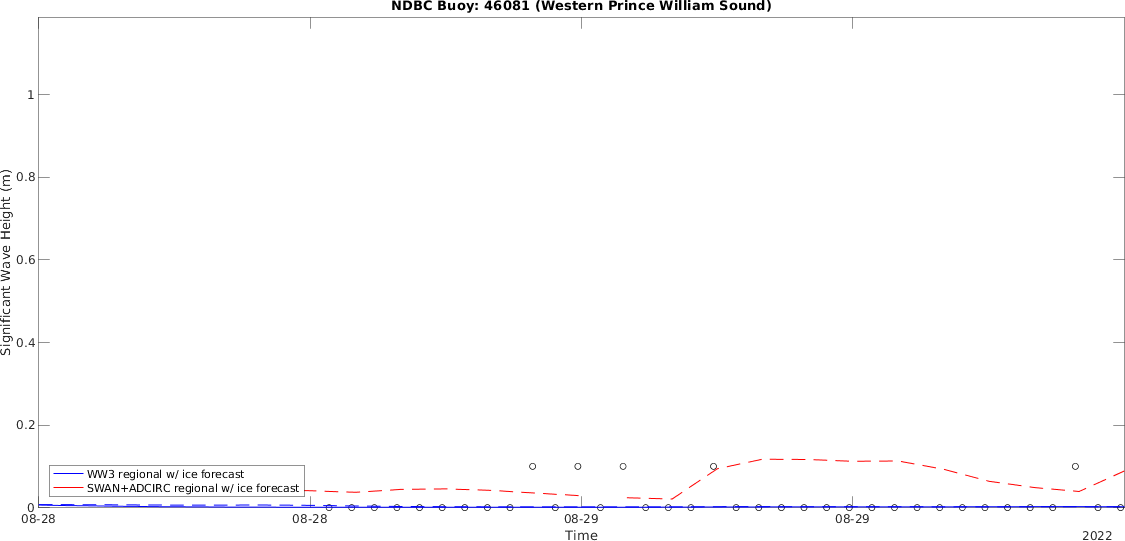 NDBC Buoy: 46081 (Western Prince William Sound)
1
0.8
0.6
0.4
0.2
0
Significant Wave Height (m)
WW3 regional w/ ice forecast
SWAN+ADCIRC regional w/ ice forecast
08-28 08-28 08-29 08-29
Time
2022